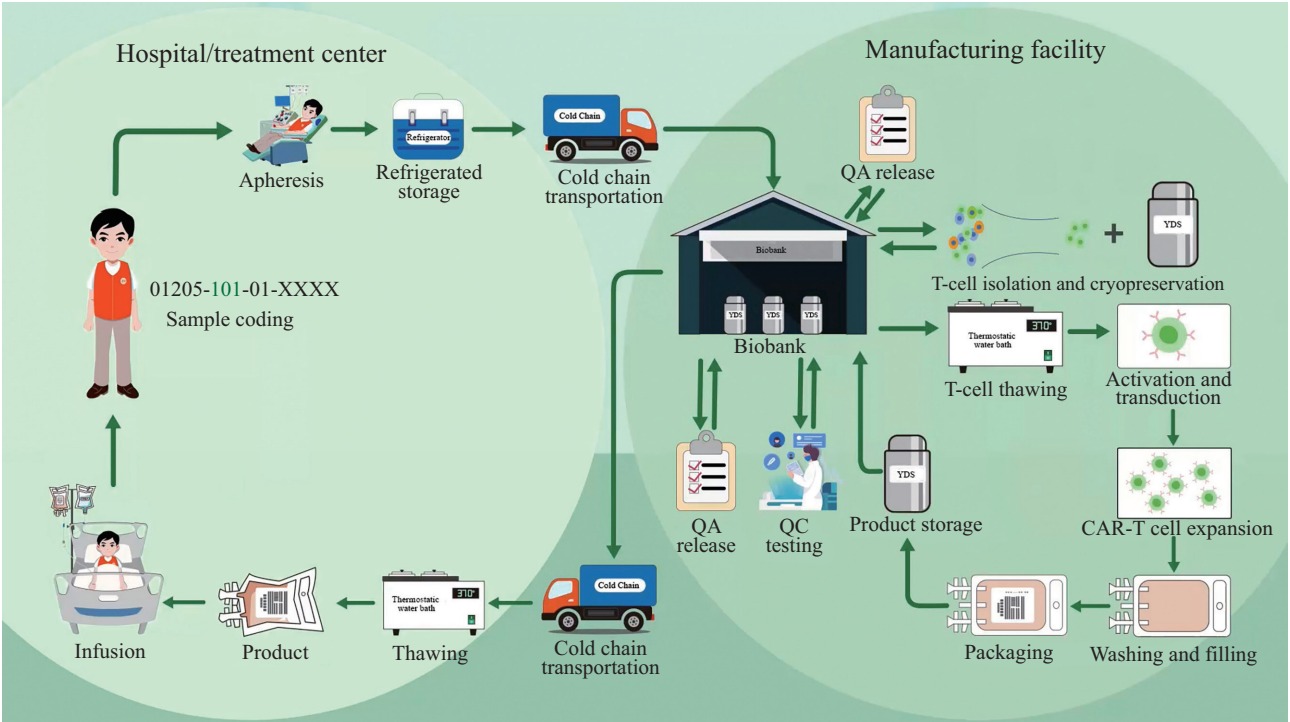 Hospital/treatment center
Manufacturing facility
Refrigerator
Cold Chain
Apheresis
Refrigerated
storage
Cold chain
transportation
QA release
YDS
T-cell isolation and cryopreservation
01205-101-01-XXXX
Sample coding
Biobank
YDS
YDS
YDS
Biobank
Thermostatic
water bath
37.0°
T-cell thawing
Activation and
transduction
QA
release
QC
testing
YDS
Product storage
CAR-T cell expansion
Infusion
Product
Thermostatic
water bath
37.0°
Thawing
Cold Chain
Cold chain
transportation
Packaging
Washing and filling